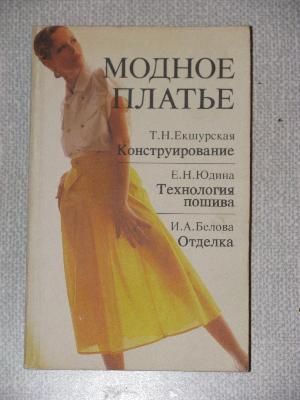 МОДНОЕ
ПЛАТЬЕ
Т.Н.Екшурская
Конструирование
Е.Н.Юдина
Технология
пошива
И.А.Белова
Отделка